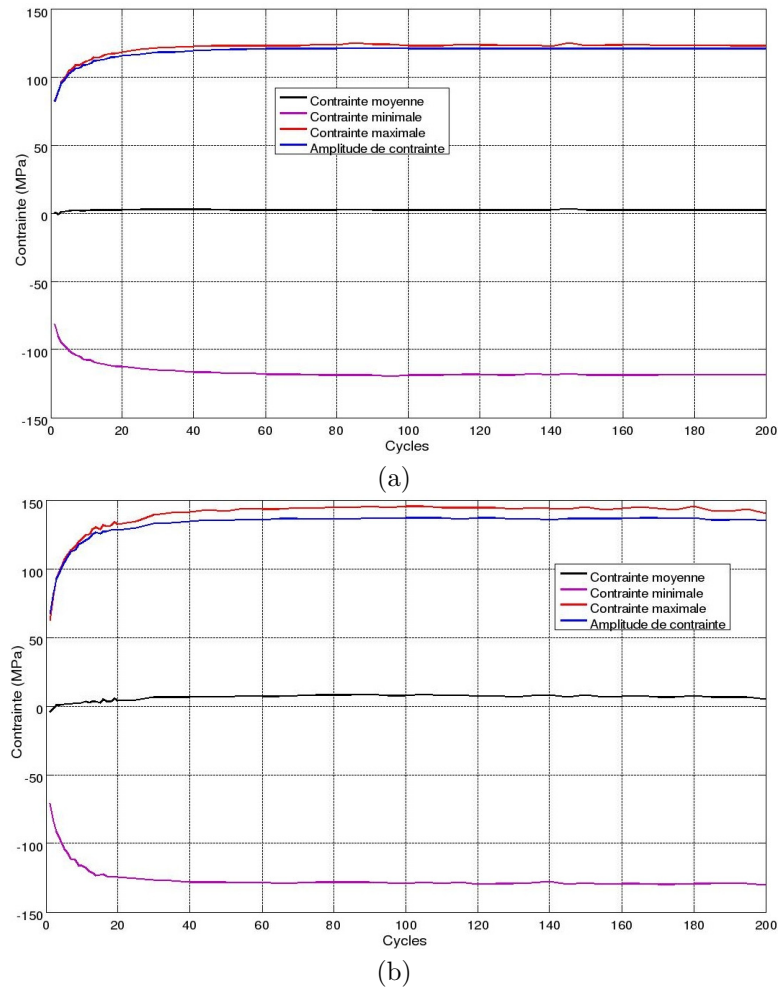 150
100
50
0
-50
-100
-150
Contrainte (MPa)
Contrainte moyenne
Contrainte minimale
Contrainte maximale
Amplitude de contrainte
0 20 40 60 80 100 120 140 160 180 200
Cycles
(a)
150
100
50
0
-50
-100
-150
Contrainte (MPa)
Contrainte moyenne
Contrainte minimale
Contrainte maximale
Amplitude de contrainte
0 20 40 60 80 100 120 140 160 180 200
Cycles
(b)